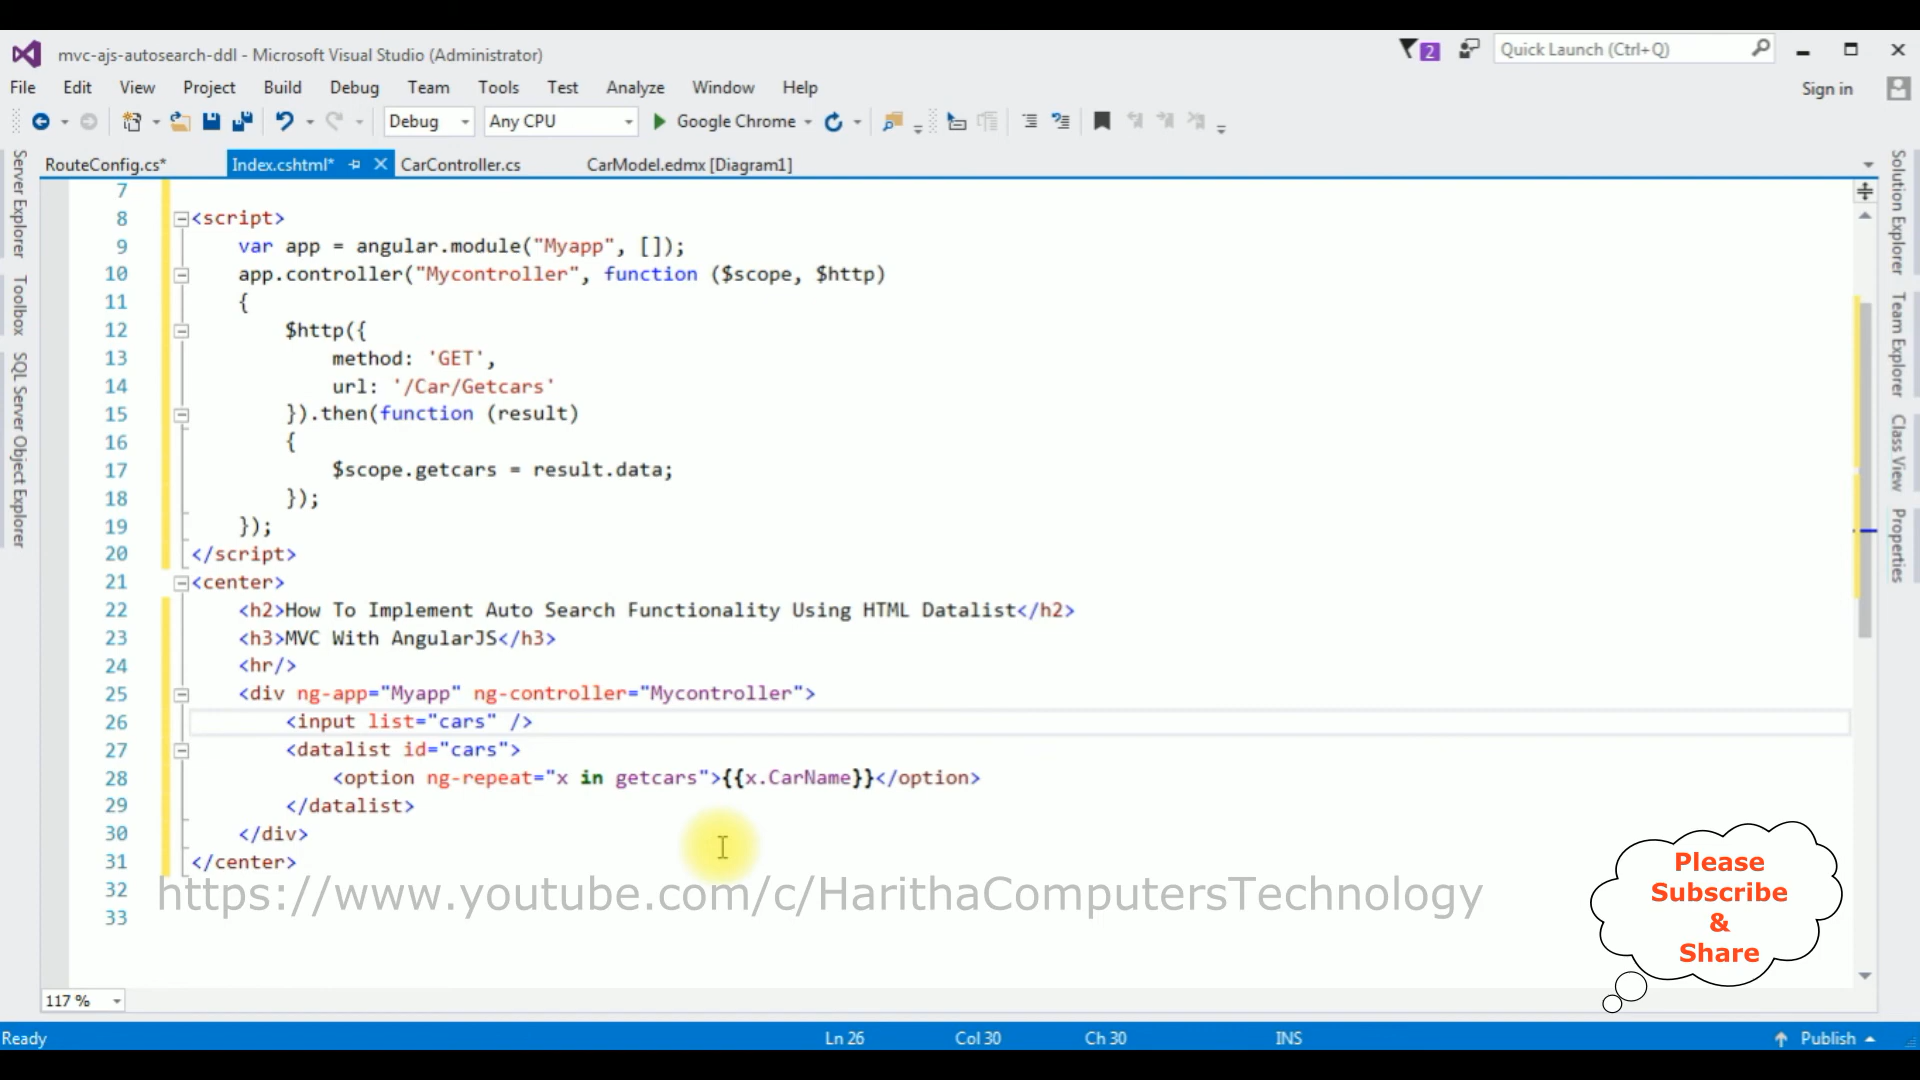 mvc-ajs-autosearch-ddl - Microsoft Visual Studio (Administrator)
2
Quick Launch (Ctrl+Q)
File Edit View Project Build Debug Team Tools Test Analyze Window Help
Sign in
Debug Any CPU Google Chrome
RouteConfig.cs* Index.cshtml* CarController.cs CarModel.edmx [Diagram1]
Server Explorer
Toolbox
SQL Server Object Explorer
Solution Explorer
Team Explorer
Class View
Properties
7
8 <script>
9 var app = angular.module("Myapp", []);
10 app.controller("Mycontroller", function ($scope, $http)
11 {
12 $http({
13 method: 'GET',
14 url: '/Car/Getcars'
15 }).then(function (result)
16 {
17 $scope.getcars = result.data;
18 });
19 });
20 </script>
21 <center>
22 <h2>How To Implement Auto Search Functionality Using HTML Datalist</h2>
23 <h3>MVC With AngularJS</h3>
24 <hr/>
25 <div ng-app="Myapp" ng-controller="Mycontroller">
26 <input list="cars" />
27 <datalist id="cars">
28 <option ng-repeat="x in getcars">{{x.CarName}}</option>
29 </datalist>
30 </div>
31 </center>
32
33
https://www.youtube.com/c/HarithaComputersTechnology
Please
Subscribe
&
Share
117 %
Ready Ln 26 Col 30 Ch 30 INS Publish